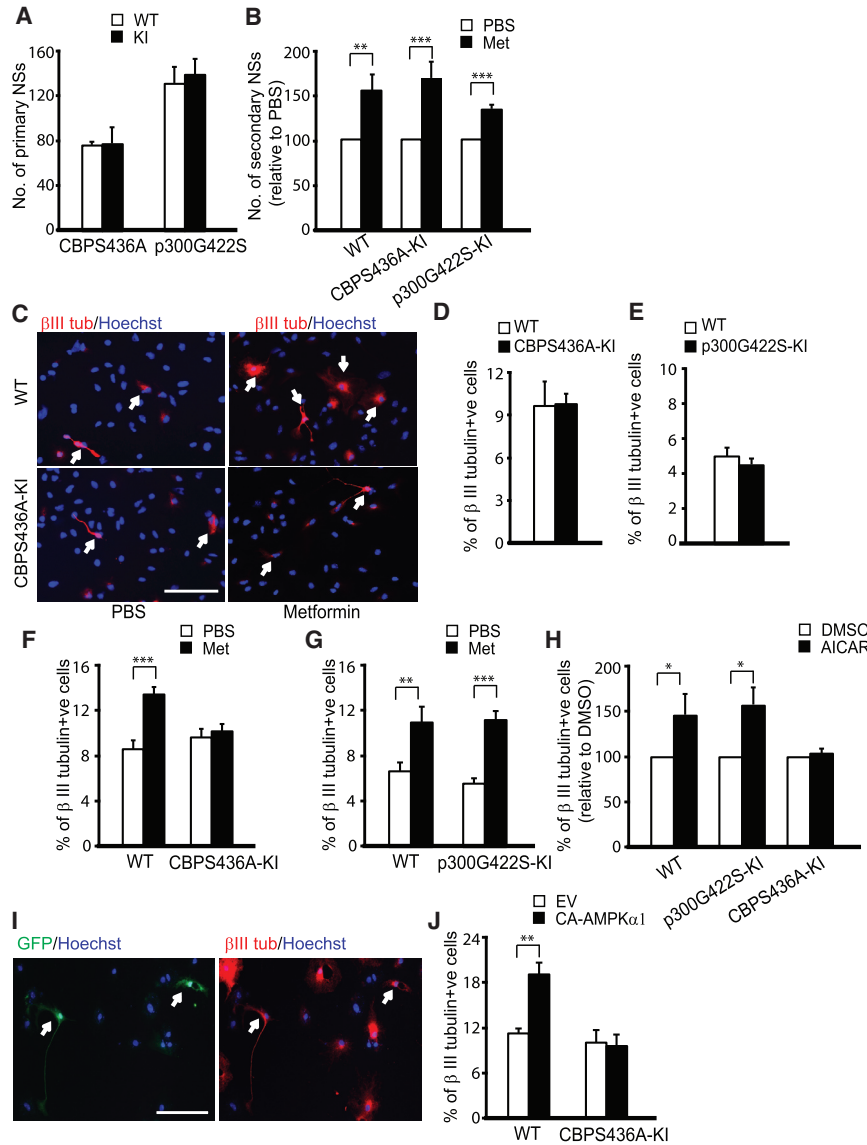 A
WT
KI
No. of primary NSs
160
120
80
40
0
CBPS436A
p300G422S
B
PBS
Met
No. of secondary NSs
(relative to PBS)
200
150
100
50
0
**
***
***
WT
CBPS436A-KI
p300G422S-KI
C
βIII tub/Hoechst
βIII tub/Hoechst
WT
CBPS436A-KI
PBS
Metformin
D
WT
CBPS436A-KI
% of β III tubulin+ve cells
12
9
6
3
0
E
WT
p300G422S-KI
% of β III tubulin+ve cells
10
8
6
4
2
0
F
PBS
Met
% of β III tubulin+ve cells
16
12
8
4
0
***
WT
CBPS436A-KI
G
PBS
Met
% of β III tubulin+ve cells
16
12
8
4
0
**
***
WT
p300G422S-KI
H
DMSO
AICAR
% of β III tubulin+ve cells
(relative to DMSO)
200
150
100
50
0
*
*
WT
p300G422S-KI
CBPS436A-KI
I
GFP/Hoechst
βIII tub/Hoechst
J
EV
CA-AMPKα1
% of β III tubulin+ve cells
24
18
12
6
0
**
WT
CBPS436A-KI